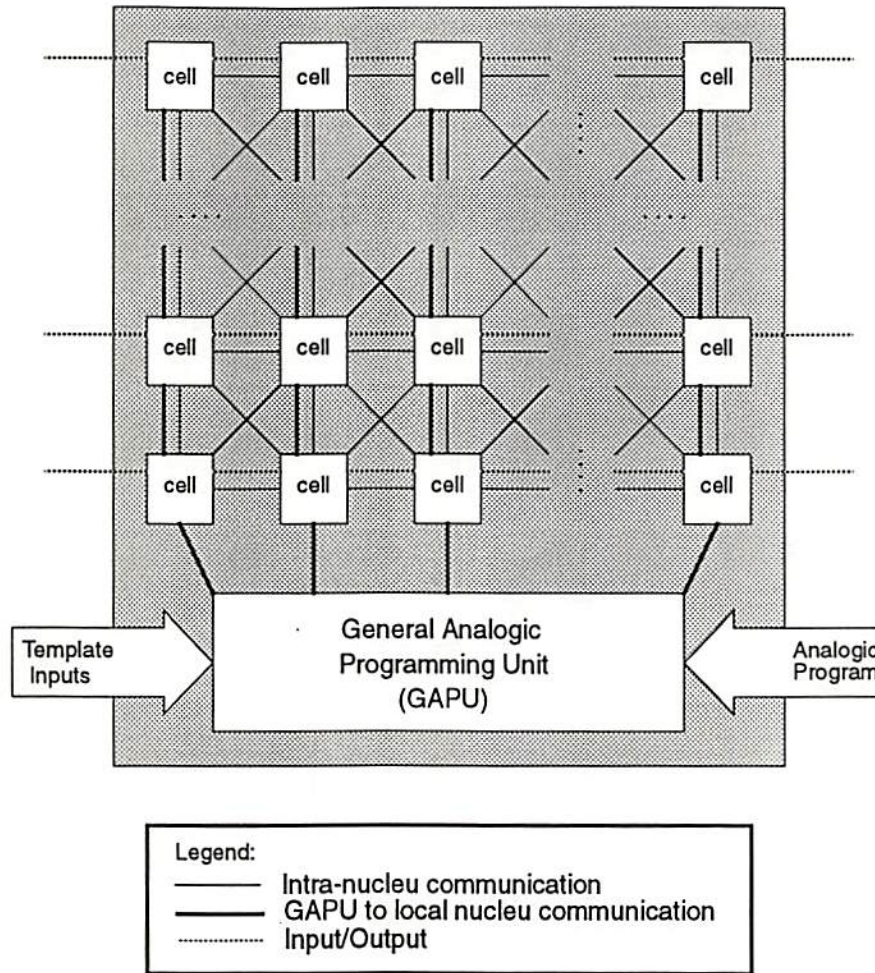 cell cell cell cell
cell cell cell cell
cell cell cell cell
General Analogic
Programming Unit
(GAPU)
Template
Inputs
Analogic
Program
Legend:
Intra-nucleu communication
GAPU to local nucleu communication
Input/Output